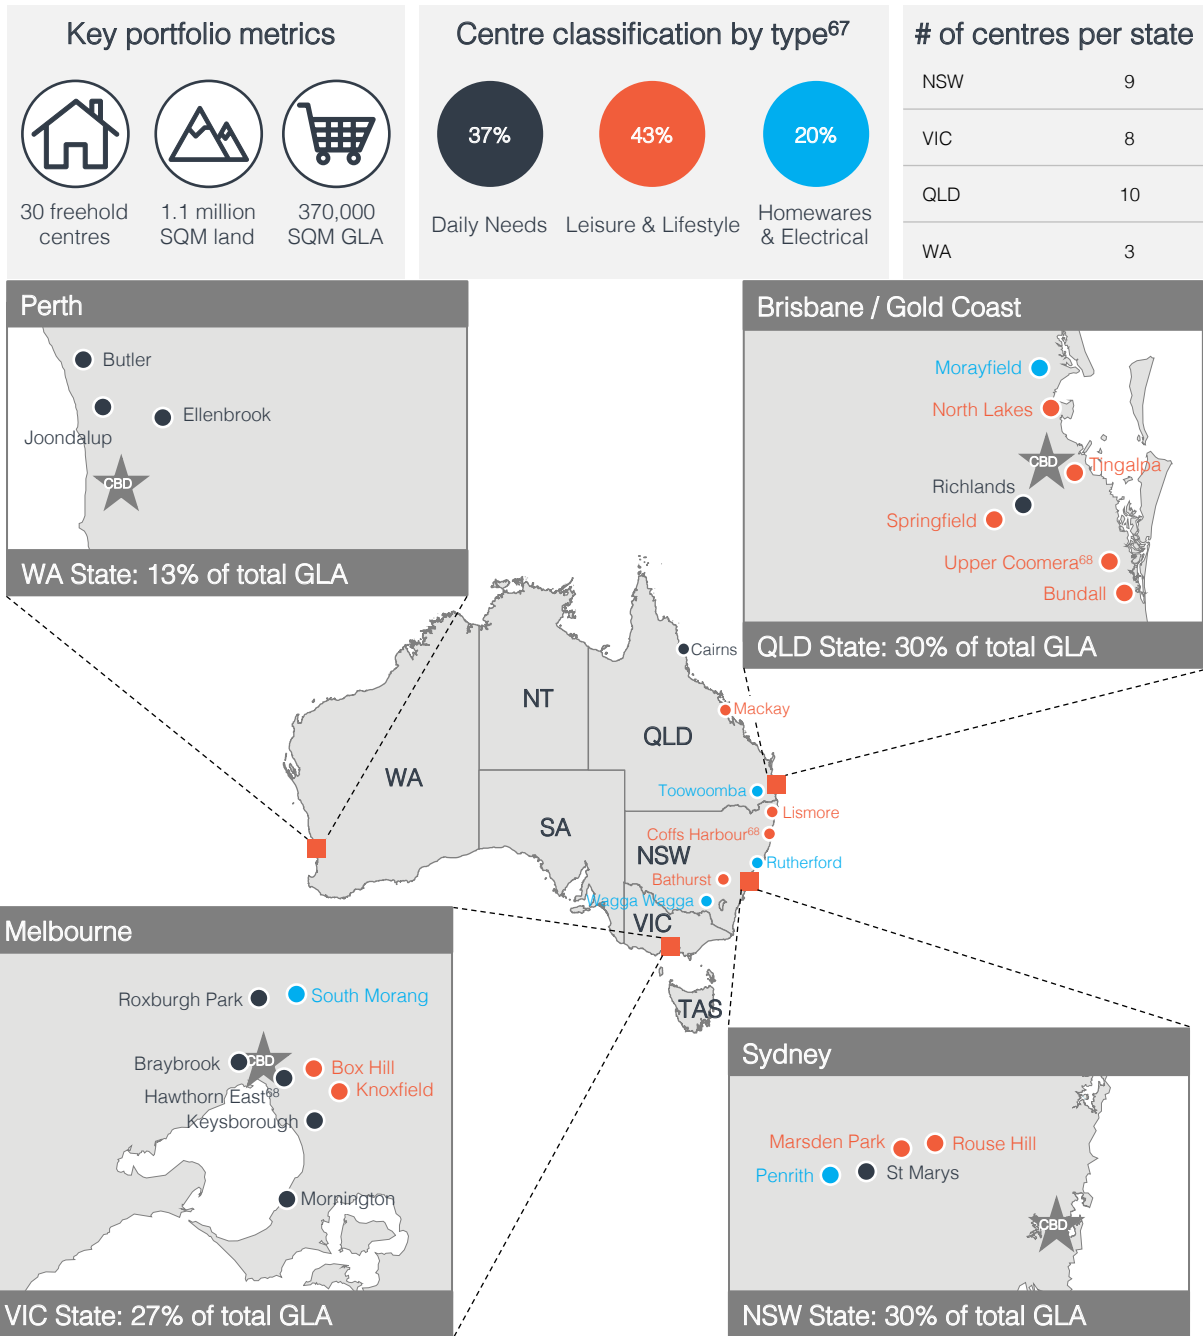 Key portfolio metrics
30 freehold
centres
1.1 million
SQM land
370,000
SQM GLA
Centre classification by type67
37%
43%
20%
Daily Needs
Leisure & Lifestyle
Homewares
& Electrical
# of centres per state
NSW 9
VIC 8
QLD 10
WA 3
Perth
Butler
Ellenbrook
Joondalup
CBD
WA State: 13% of total GLA
Brisbane / Gold Coast
Morayfield
North Lakes
CBD
Tingalpa
Richlands
Springfield
Upper Coomera68
Bundall
QLD State: 30% of total GLA
Cairns
NT
Mackay
QLD
WA
Toowoomba
Lismore
SA
Coffs Harbour68
NSW
Rutherford
Bathurst
Wagga Wagga
VIC
TAS
Melbourne
Roxburgh Park
South Morang
Braybrook
CBD
Box Hill
Hawthorn East68
Knoxfield
Keysborough
Mornington
VIC State: 27% of total GLA
Sydney
Marsden Park
Rouse Hill
Penrith
St Marys
CBD
NSW State: 30% of total GLA